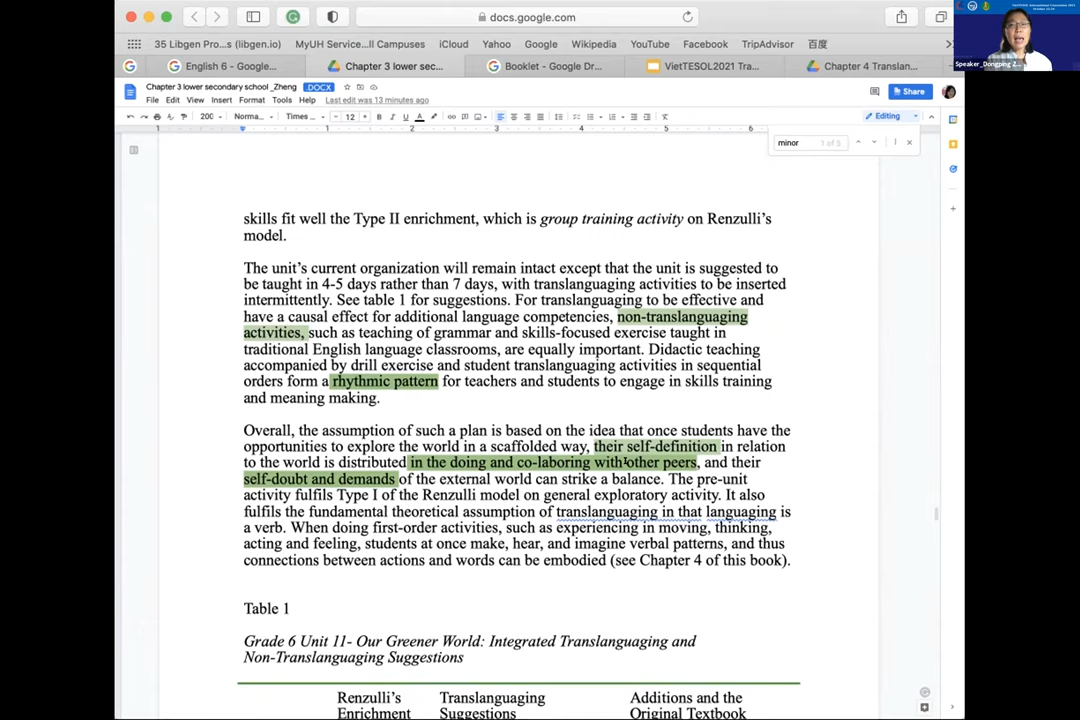 docs.google.com
35 Libgen Pro...s (libgen.io) MyUH Service...ll Campuses iCloud Yahoo Google Wikipedia YouTube Facebook TripAdvisor 百度
English 6 - Google... Chapter 3 lower sec... Booklet - Google Dr... VietTESOL2021 Tra... Chapter 4 Translan...
Chapter 3 lower secondary school _Zheng .DOCX
File Edit View Insert Format Tools Help Last edit was 13 minutes ago
Share
200 Norma... Times ... 12 Editing
1 1 2 3 4 5 6
minor 1 of 5
Speaker_Dongping Z...
skills fit well the Type II enrichment, which is group training activity on Renzulli's
model.
The unit's current organization will remain intact except that the unit is suggested to
be taught in 4-5 days rather than 7 days, with translanguaging activities to be inserted
intermittently. See table 1 for suggestions. For translanguaging to be effective and
have a causal effect for additional language competencies, non-translanguaging
activities, such as teaching of grammar and skills-focused exercise taught in
traditional English language classrooms, are equally important. Didactic teaching
accompanied by drill exercise and student translanguaging activities in sequential
orders form a rhythmic pattern for teachers and students to engage in skills training
and meaning making.
Overall, the assumption of such a plan is based on the idea that once students have the
opportunities to explore the world in a scaffolded way, their self-definition in relation
to the world is distributed in the doing and co-laboring with other peers, and their
self-doubt and demands of the external world can strike a balance. The pre-unit
activity fulfils Type I of the Renzulli model on general exploratory activity. It also
fulfils the fundamental theoretical assumption of translanguaging in that languaging is
a verb. When doing first-order activities, such as experiencing in moving, thinking,
acting and feeling, students at once make, hear, and imagine verbal patterns, and thus
connections between actions and words can be embodied (see Chapter 4 of this book).
Table 1
Grade 6 Unit 11- Our Greener World: Integrated Translanguaging and
Non-Translanguaging Suggestions
Renzulli's Translanguaging Additions and the
Enrichment Suggestions Original Textbook